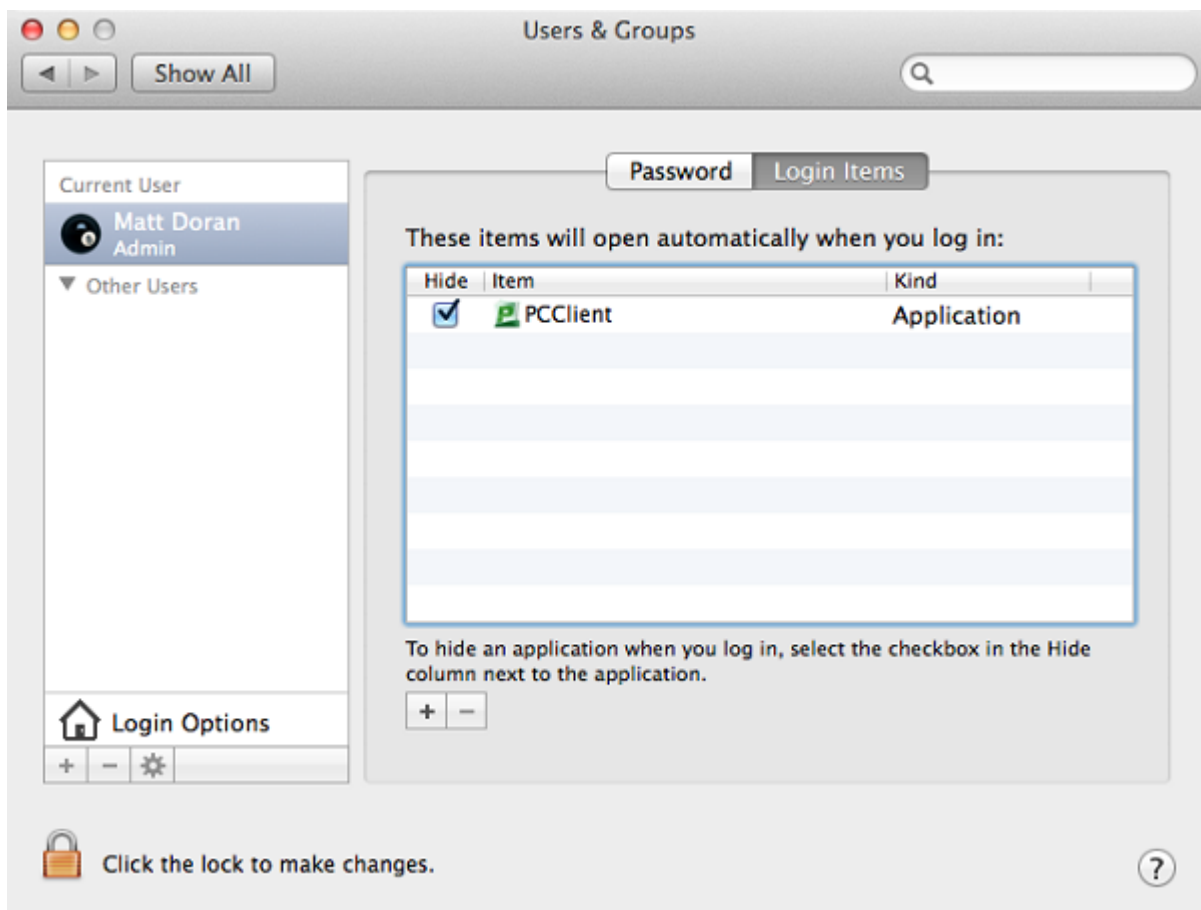 Users & Groups
Show All
Current User
Matt Doran
Admin
Other Users
Login Options
Password Login Items
These items will open automatically when you log in:
Hide Item Kind
PCClient Application
To hide an application when you log in, select the checkbox in the Hide
column next to the application.
Click the lock to make changes.